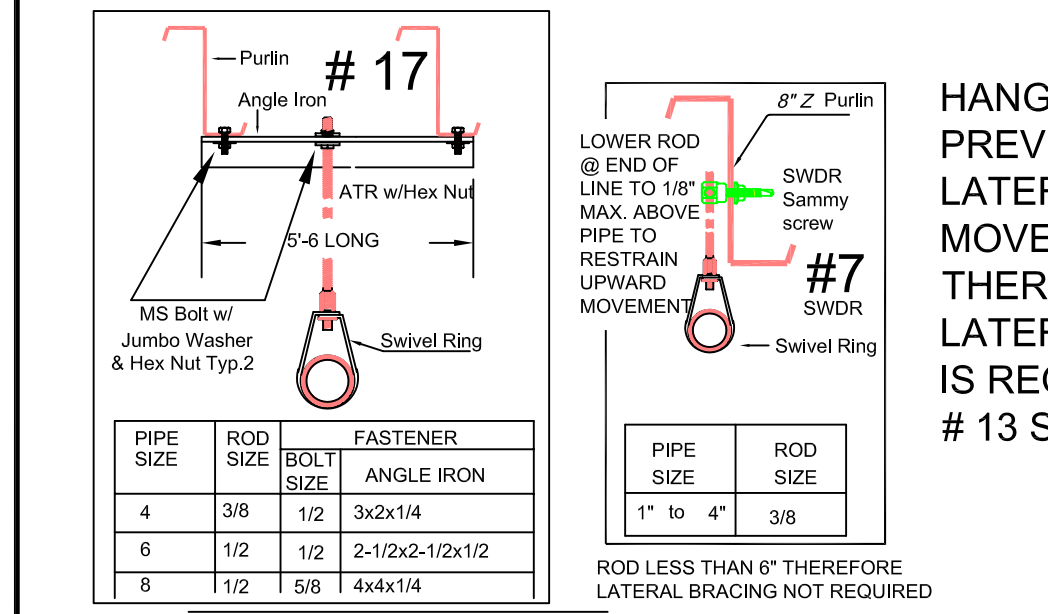 # 17
Purlin
Angle Iron
ATR w/Hex Nut
5'-6 LONG
MS Bolt w/
Jumbo Washer
& Hex Nut Typ.2
Swivel Ring
PIPE SIZE ROD SIZE FASTENER
BOLT SIZE ANGLE IRON
4 3/8 1/2 3x2x1/4
6 1/2 1/2 2-1/2x2-1/2x1/2
8 1/2 5/8 4x4x1/4
8" Z Purlin
LOWER ROD
@ END OF
LINE TO 1/8"
MAX. ABOVE
PIPE TO
RESTRAIN
UPWARD
MOVEMENT
SWDR
Sammy
screw
#7
SWDR
Swivel Ring
PIPE SIZE ROD SIZE
1" to 4" 3/8
ROD LESS THAN 6" THEREFORE
LATERAL BRACING NOT REQUIRED
HANG
PREV
LATER
MOVE
THER
LATER
IS REQ
# 13 S